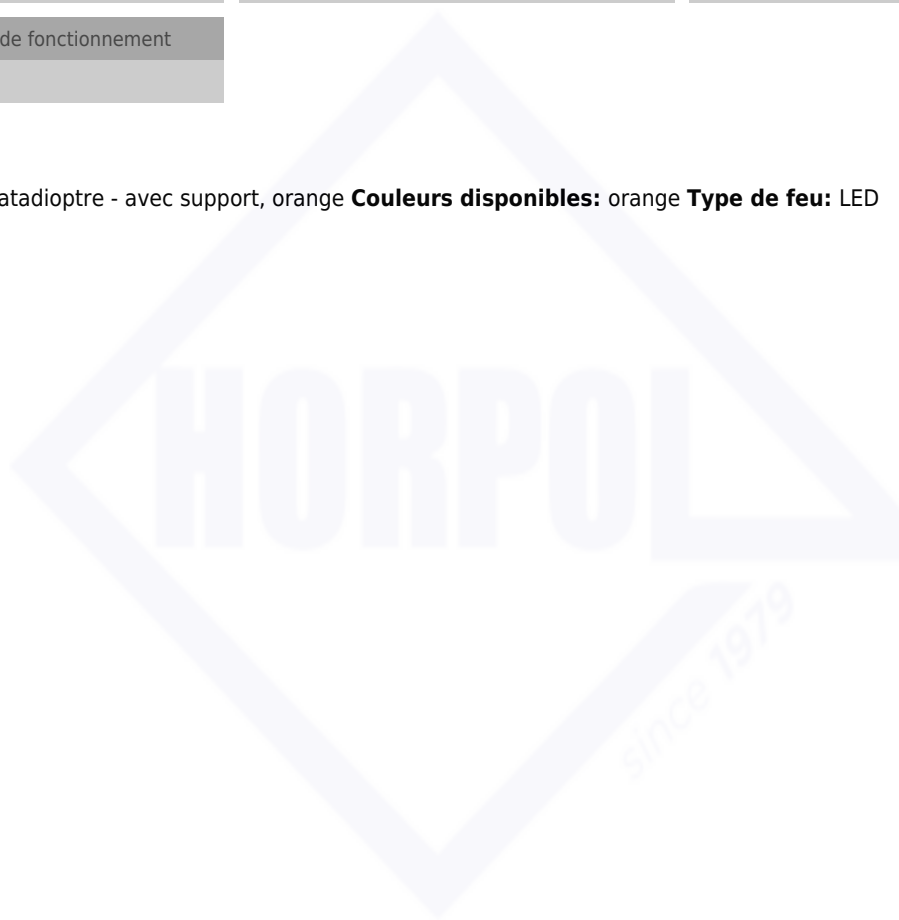 de fonctionnement
atadioptre - avec support, orange Couleurs disponibles: orange Type de feu: LED
HORPOL
since 1979